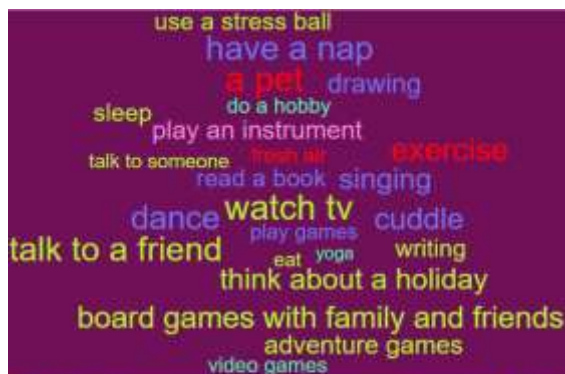 use a stress ball
have a nap
a pet
drawing
do a hobby
sleep
play an instrument
talk to someone
fresh air
exercise
read a book
singing
dance
watch tv
cuddle
play games
talk to a friend
eat
yoga
writing
think about a holiday
board games with family and friends
adventure games
video games